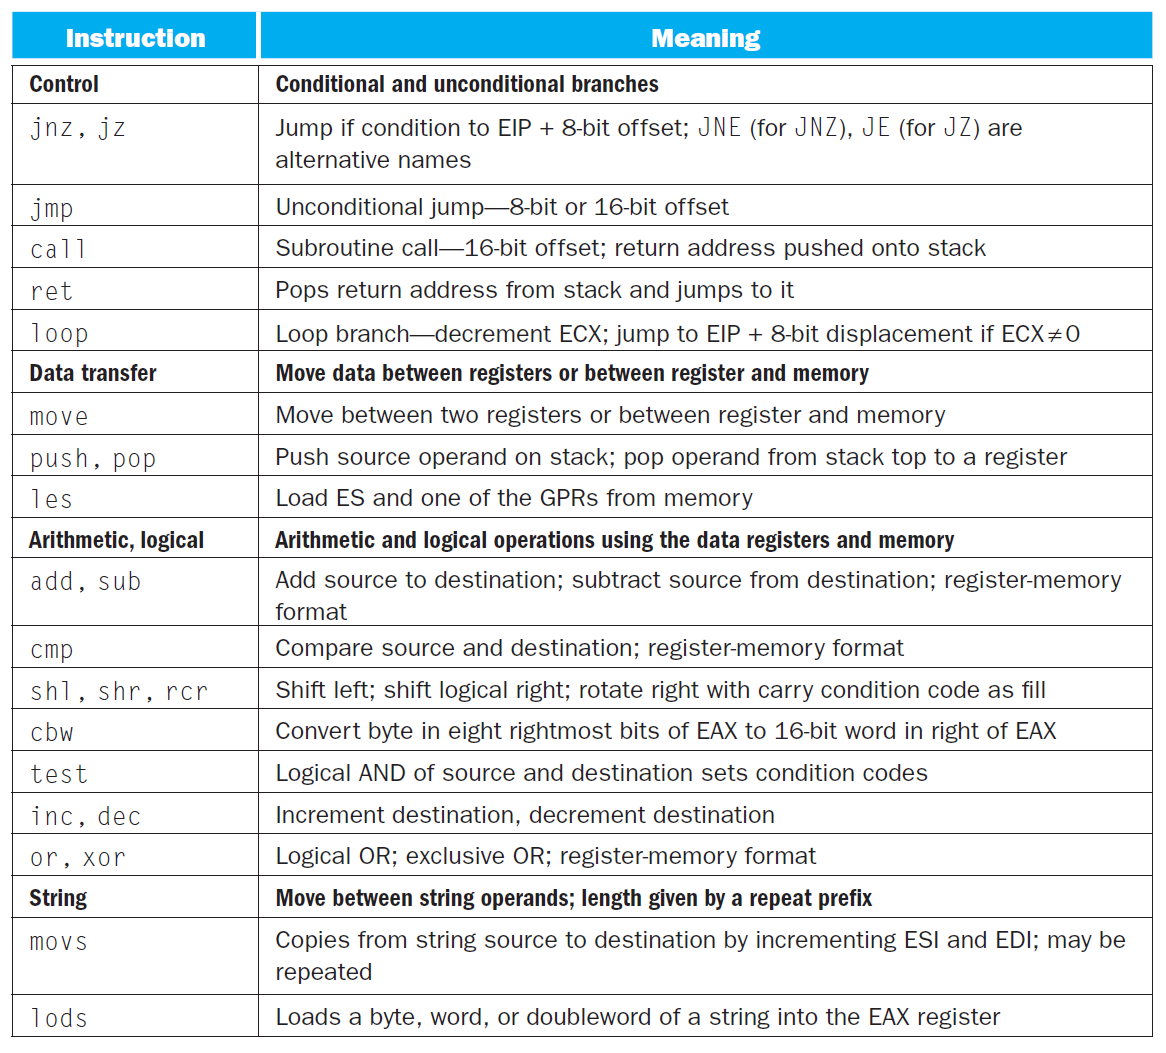 Instruction Meaning
Control Conditional and unconditional branches
jnz, jz Jump if condition to EIP + 8-bit offset; JNE (for JNZ), JE (for JZ) are
alternative names
jmp Unconditional jump—8-bit or 16-bit offset
call Subroutine call—16-bit offset; return address pushed onto stack
ret Pops return address from stack and jumps to it
loop Loop branch—decrement ECX; jump to EIP + 8-bit displacement if ECX≠0
Data transfer Move data between registers or between register and memory
move Move between two registers or between register and memory
push, pop Push source operand on stack; pop operand from stack top to a register
les Load ES and one of the GPRs from memory
Arithmetic, logical Arithmetic and logical operations using the data registers and memory
add, sub Add source to destination; subtract source from destination; register-memory
format
cmp Compare source and destination; register-memory format
shl, shr, rcr Shift left; shift logical right; rotate right with carry condition code as fill
cbw Convert byte in eight rightmost bits of EAX to 16-bit word in right of EAX
test Logical AND of source and destination sets condition codes
inc, dec Increment destination, decrement destination
or, xor Logical OR; exclusive OR; register-memory format
String Move between string operands; length given by a repeat prefix
movs Copies from string source to destination by incrementing ESI and EDI; may be
repeated
lods Loads a byte, word, or doubleword of a string into the EAX register